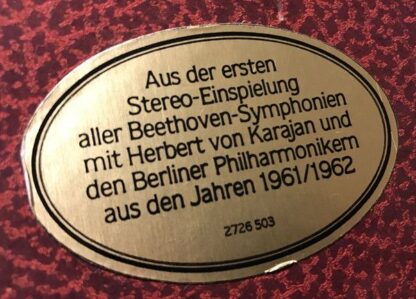 Aus der ersten
Stereo-Einspielung
aller Beethoven-Symphonien
mit Herbert von Karajan und
den Berliner Philharmonikern
aus den Jahren 1961/1962
2726 503